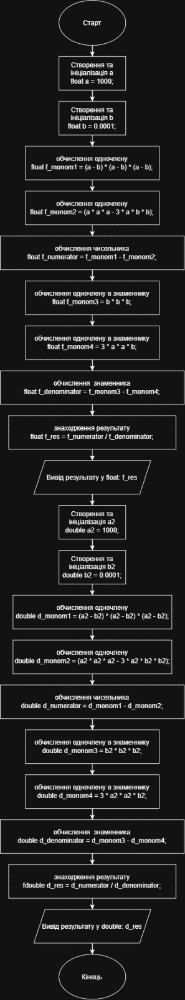 Старт
Створення та
ініціалізація a
float a = 1000;
Створення та
ініціалізація b
float b = 0.0001;
обчислення одночлену
float f_monom1 = (a - b) * (a - b) * (a - b);
обчислення одночлену
float f_monom2 = (a * a * a - 3 * a * b * b);
обчислення чисельника
float f_numerator = f_monom1 - f_monom2;
обчислення одночлену в знаменнику
float f_monom3 = b * b * b;
обчислення одночлену в знаменнику
float f_monom4 = 3 * a * a * b;
обчислення знаменника
float f_denominator = f_monom3 - f_monom4;
знаходження результату
float f_res = f_numerator / f_denominator;
Вивід результату у float: f_res
Створення та
ініціалізація a2
double a2 = 1000;
Створення та
ініціалізація b2
double b2 = 0.0001;
обчислення одночлену
double d_monom1 = (a2 - b2) * (a2 - b2) * (a2 - b2);
обчислення одночлену
double d_monom2 = (a2 * a2 * a2 - 3 * a2 * b2 * b2);
обчислення чисельника
double d_numerator = d_monom1 - d_monom2;
обчислення одночлену в знаменнику
double d_monom3 = b2 * b2 * b2;
обчислення одночлену в знаменнику
double d_monom4 = 3 * a2 * a2 * b2;
обчислення знаменника
double d_denominator = d_monom3 - d_monom4;
знаходження результату
fdouble d_res = d_numerator / d_denominator;
Вивід результату у double: d_res
Кінець